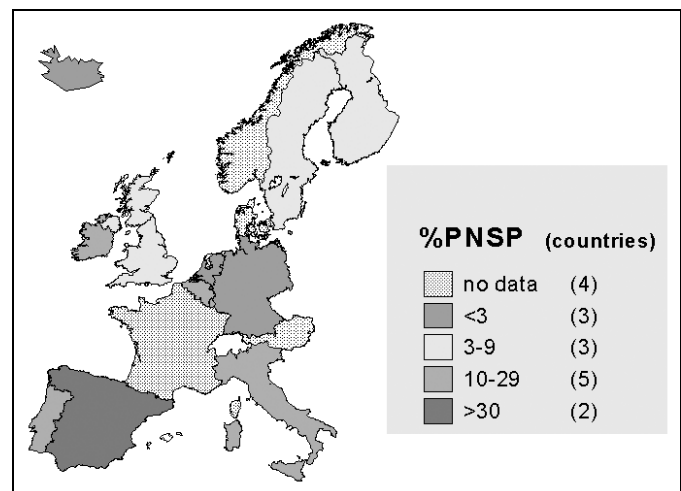 %PNSP (countries)
no data (4)
<3 (3)
3-9 (3)
10-29 (5)
>30 (2)